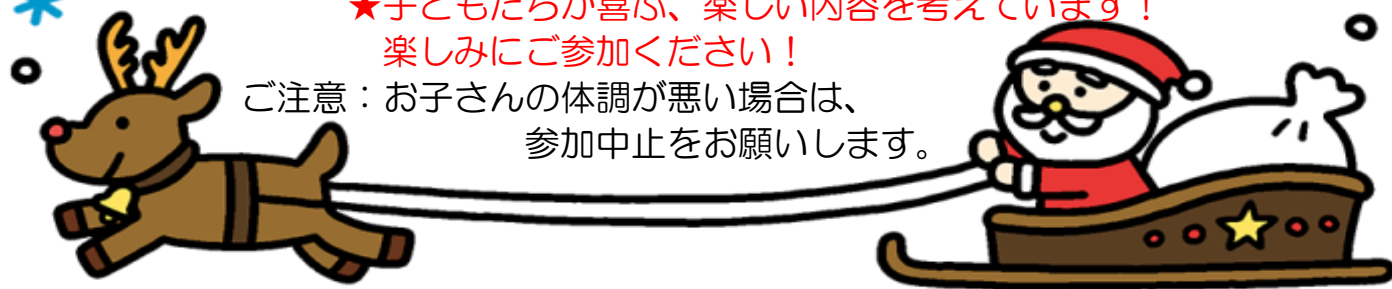 ★子どもたちが喜ぶ、楽しい内容を考えています！
楽しみにご参加ください！
ご注意：お子さんの体調が悪い場合は、
参加中止をお願いします。